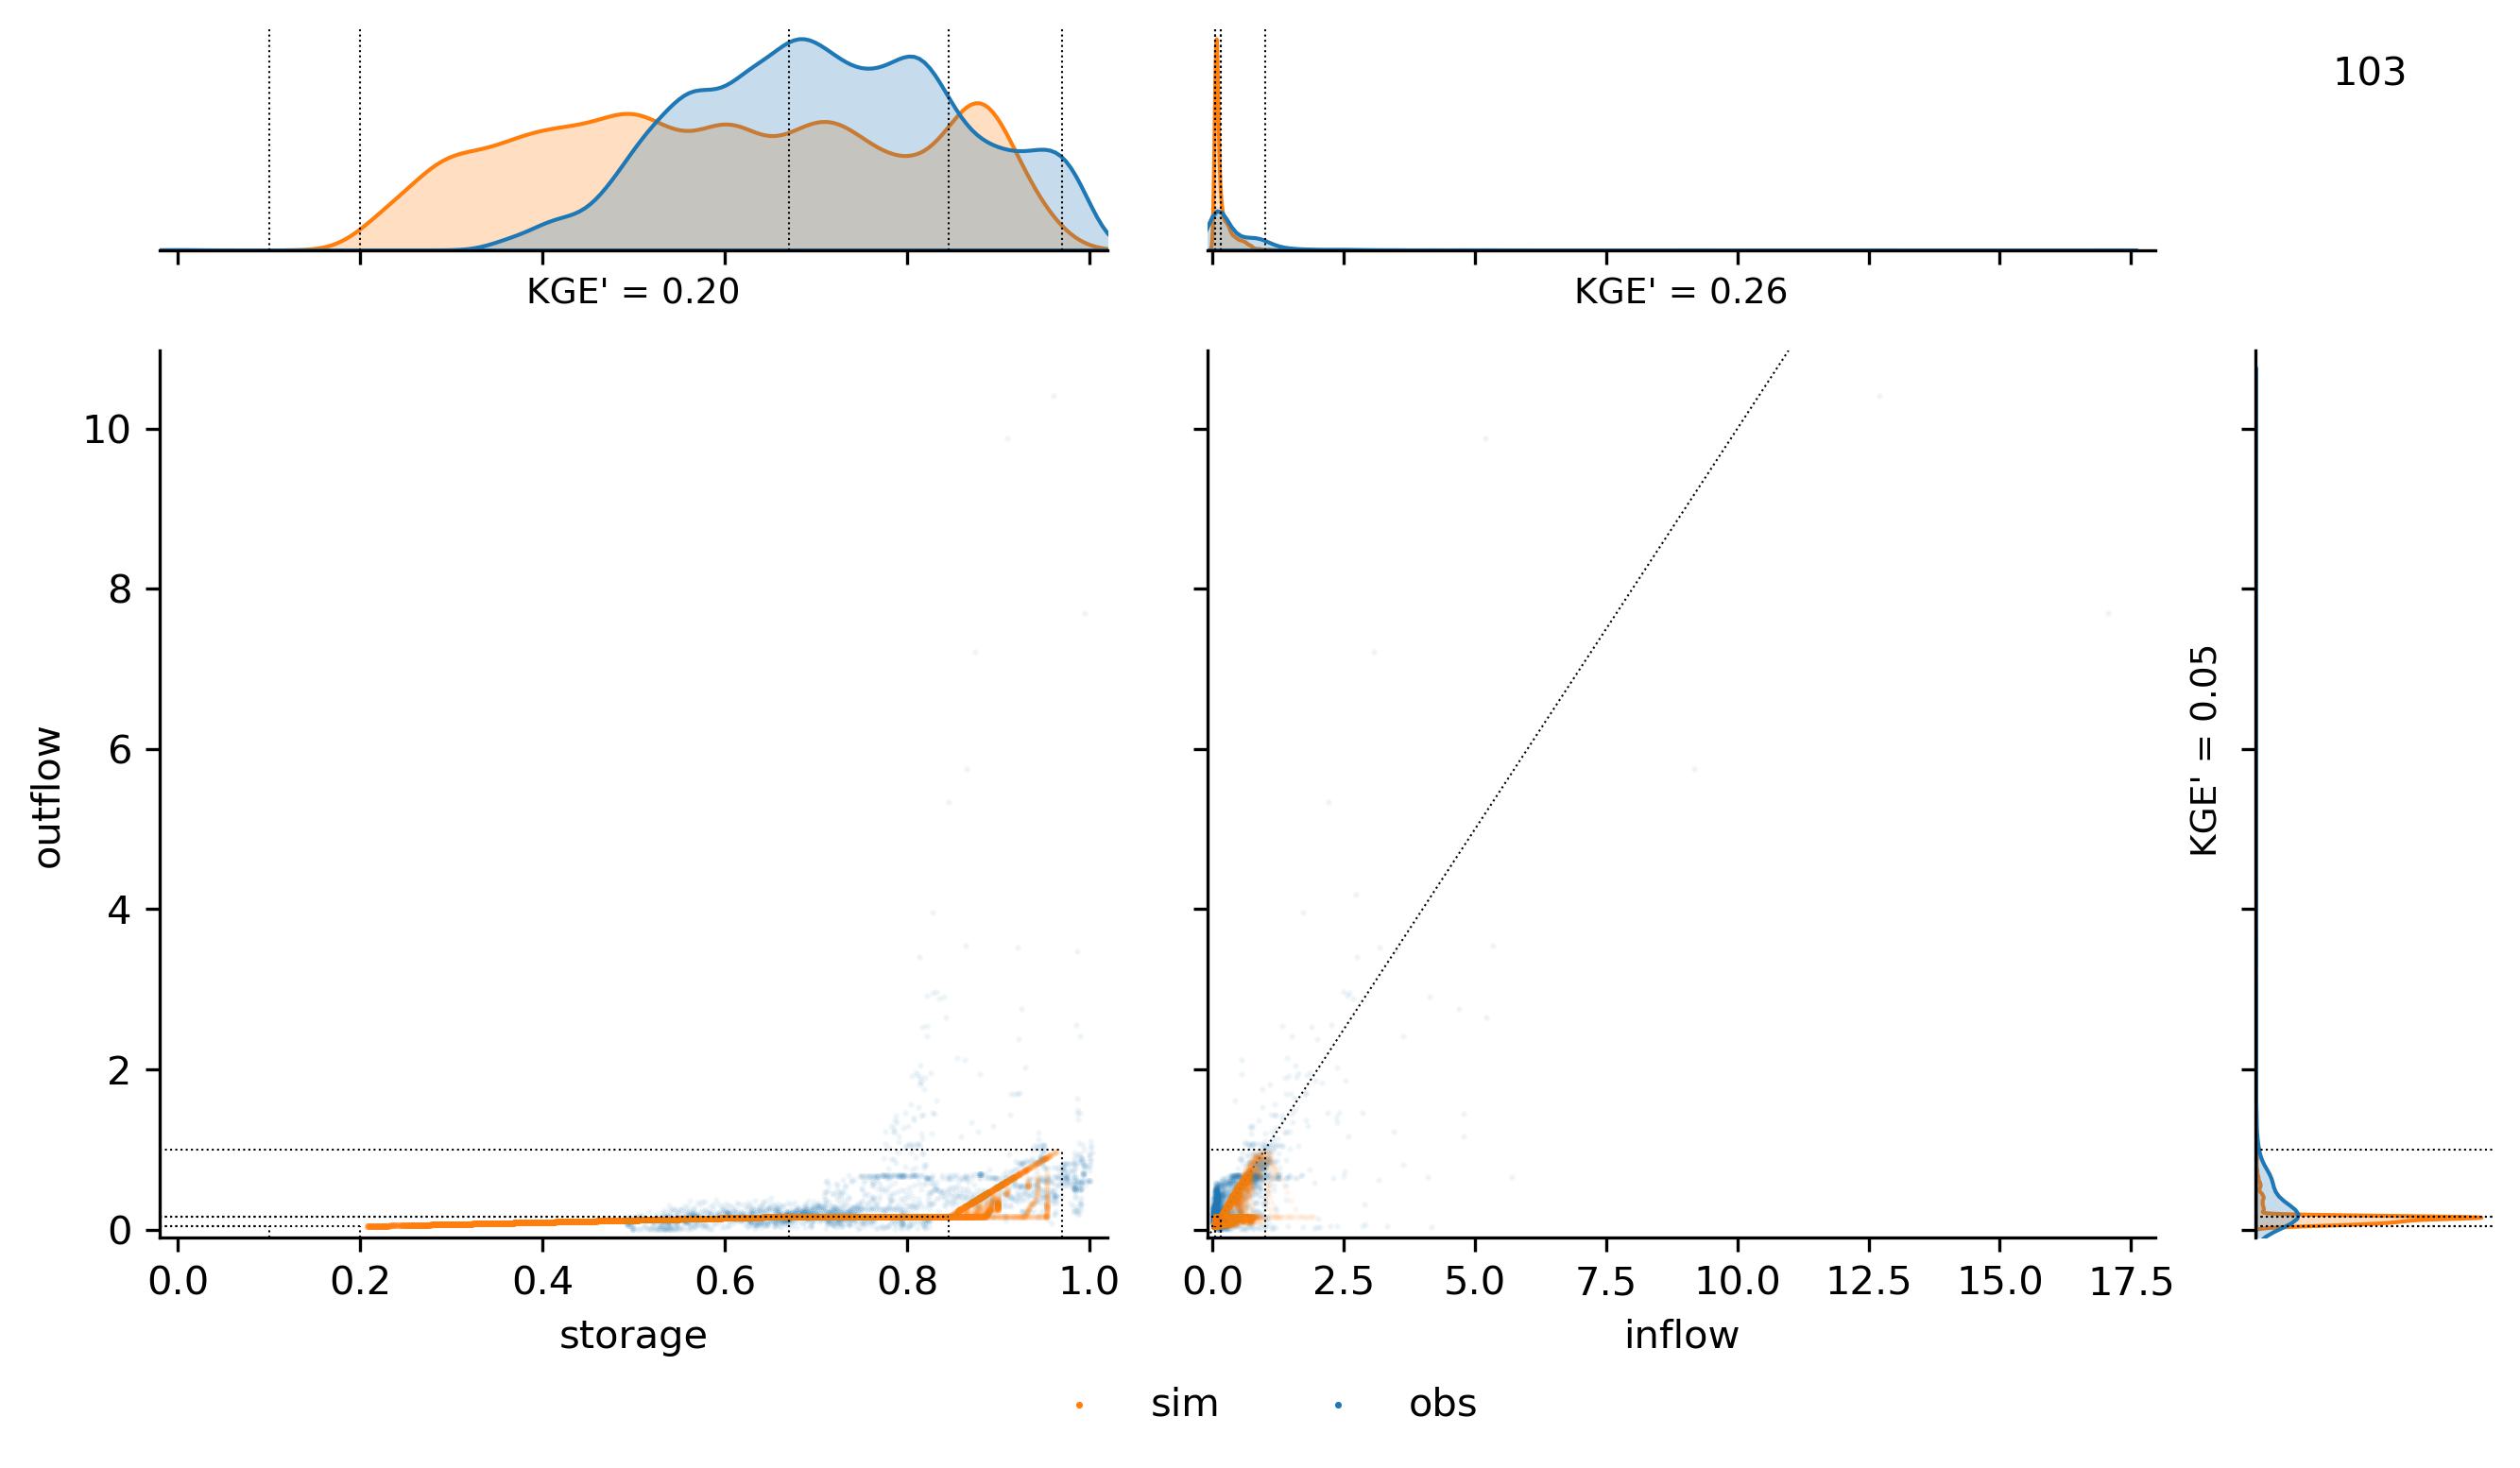 103
KGE' = 0.20
KGE' = 0.26
outflow
10
8
6
4
2
0
KGE' = 0.05
0.0 0.2 0.4 0.6 0.8 1.0
0.0 2.5 5.0 7.5 10.0 12.5 15.0 17.5
storage
inflow
sim
obs